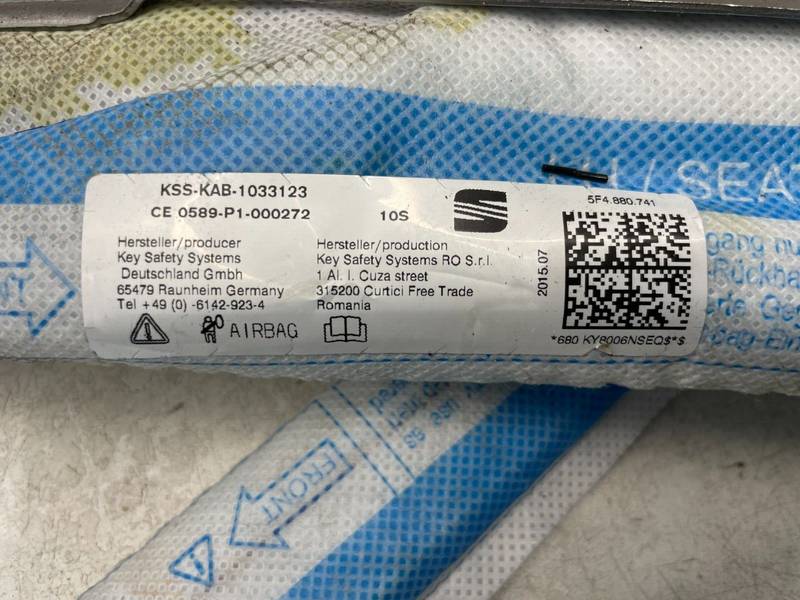 / SEA
KSS-KAB-1033123
CE 0589-P1-000272
10S
5F4.880.741
Hersteller/producer
Key Safety Systems
Deutschland Gmbh
65479 Raunheim Germany
Tel +49 (0) -6142-923-4
Hersteller/production
Key Safety Systems RO S.r.l.
1 Al. I. Cuza street
315200 Curtici Free Trade
Romania
2015.07
AIRBAG
*680 KY8006NSEQ$*$
FRONT